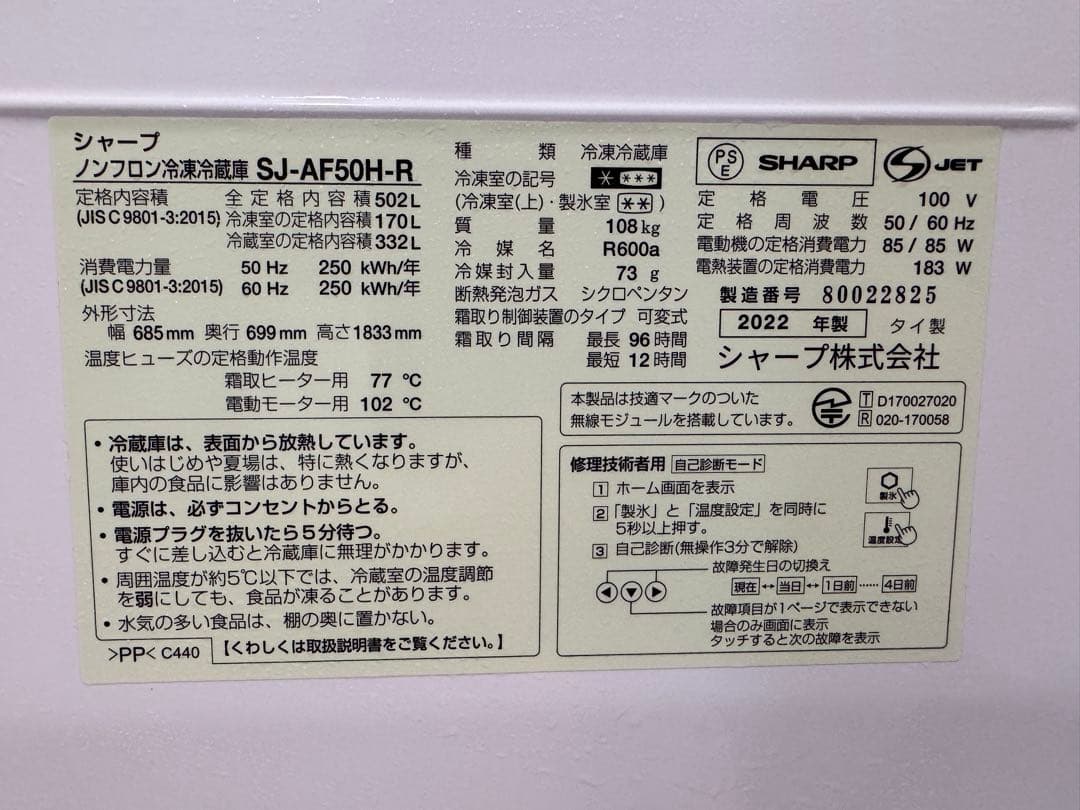 シャープ
ノンフロン冷凍冷蔵庫 SJ-AF50H-R
定格内容積 全定格内容積 502 L
(JIS C 9801-3:2015) 冷凍室の定格内容積 170 L
冷蔵室の定格内容積 332 L
消費電力量 50 Hz 250 kWh/年
(JIS C 9801-3:2015) 60 Hz 250 kWh/年
外形寸法
幅 685 mm 奥行 699 mm 高さ 1833 mm
温度ヒューズの定格動作温度
霜取ヒーター用 77 ℃
電動モーター用 102 ℃
・冷蔵庫は、表面から放熱しています。
使いはじめや夏場は、特に熱くなりますが、
庫内の食品に影響はありません。
・電源は、必ずコンセントからとる。
・電源プラグを抜いたら5分待つ。
すぐに差し込むと冷蔵庫に無理がかかります。
・周囲温度が約5℃以下では、冷蔵室の温度調節
を弱にしても、食品が凍ることがあります。
・水気の多い食品は、棚の奥に置かない。
>PP< C440 【くわしくは取扱説明書をご覧ください。】
種類 冷凍冷蔵庫
冷凍室の記号 * ***
(冷凍室(上)・製氷室 ** )
質量 108 kg
冷媒名 R600a
冷媒封入量 73 g
断熱発泡ガス シクロペンタン
霜取り制御装置のタイプ 可変式
霜取り間隔 最長 96 時間
最短 12 時間
PS E SHARP S JET
定格電圧 100 V
定格周波数 50 / 60 Hz
電動機の定格消費電力 85 / 85 W
電熱装置の定格消費電力 183 W
製造番号 80022825
2022 年製 タイ製
シャープ株式会社
本製品は技適マークのついた
無線モジュールを搭載しています。
T D170027020
R 020-170058
修理技術者用 自己診断モード
1 ホーム画面を表示
2 「製氷」と「温度設定」を同時に
5秒以上押す。
3 自己診断(無操作3分で解除)
製氷
温度設定
故障発生日の切換え
◀ ▼ ▶ 現在 ↔ 当日 ↔ 1日前 …… 4日前
故障項目が1ページで表示できない
場合のみ画面に表示
タッチすると次の故障を表示